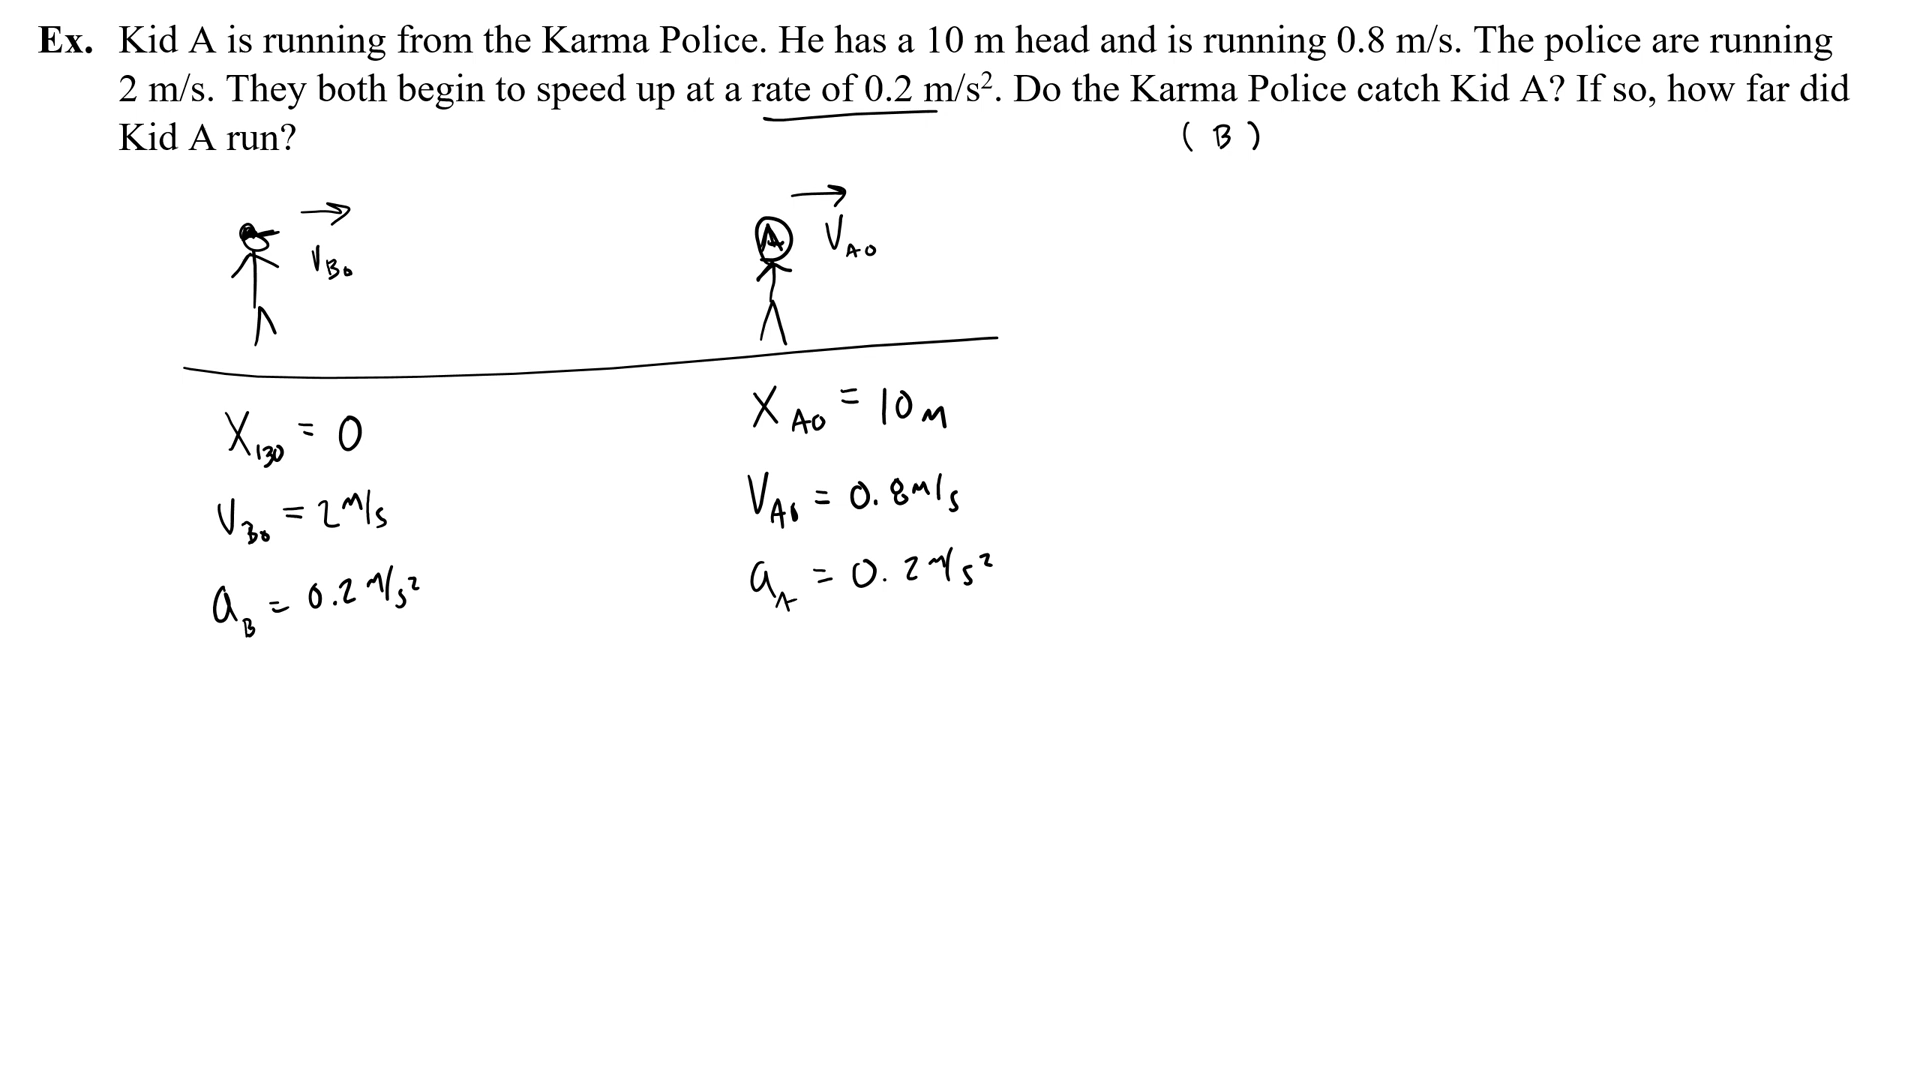 Ex. Kid A is running from the Karma Police. He has a 10 m head and is running 0.8 m/s. The police are running
2 m/s. They both begin to speed up at a rate of 0.2 m/s². Do the Karma Police catch Kid A? If so, how far did
Kid A run?
(B)
V_B0
A
V_A0
X_B0 = 0
X_A0 = 10 m
V_B0 = 2 m/s
V_A0 = 0.8 m/s
a_B = 0.2 m/s²
a_A = 0.2 m/s²